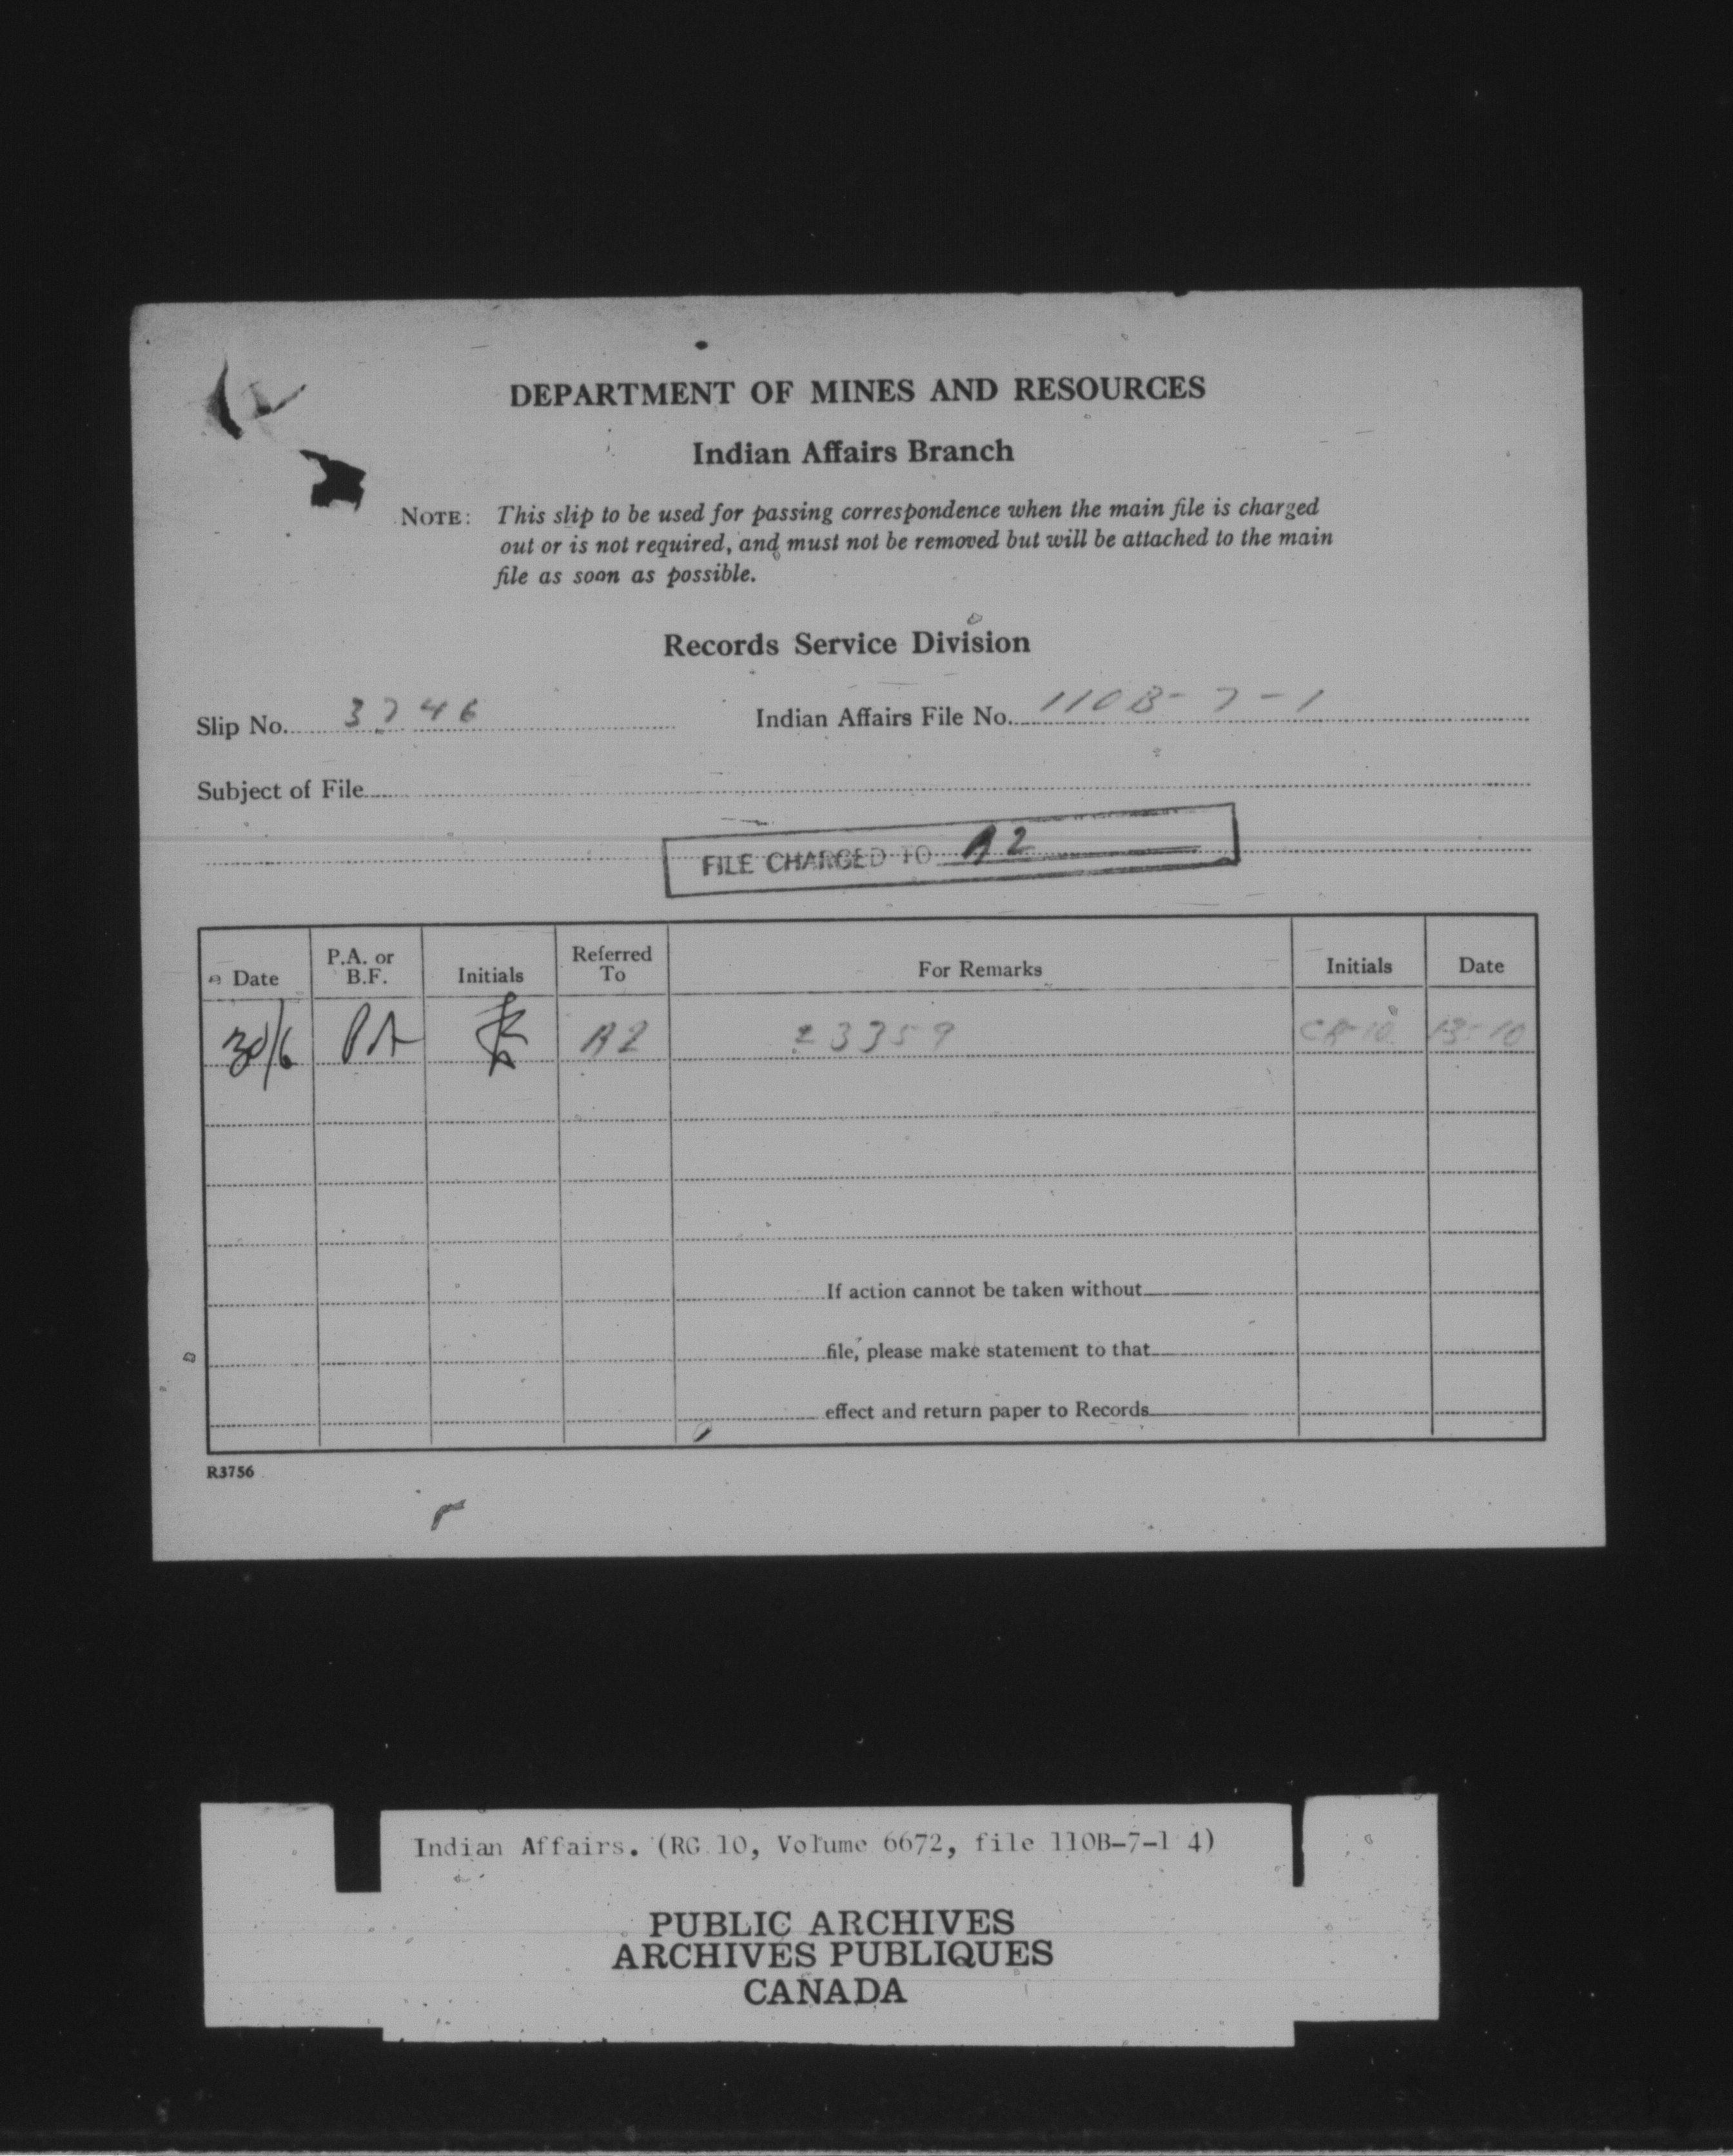 DEPARTMENT OF MINES AND RESOURCES
Indian Affairs Branch
NOTE: This slip to be used for passing correspondence when the main file is charged
out or is not required, and must not be removed but will be attached to the main
file as soon as possible.
Records Service Division
Slip No. 3746 Indian Affairs File No. 110B-7-1
Subject of File
FILE CHARGED TO A2
Date P.A. or B.F. Initials Referred To For Remarks Initials Date
30/6 PA A2 23359
If action cannot be taken without
file, please make statement to that
effect and return paper to Records
R3756
Indian Affairs. (RG 10, Volume 6672, file 110B-7-1 4)
PUBLIC ARCHIVES
ARCHIVES PUBLIQUES
CANADA